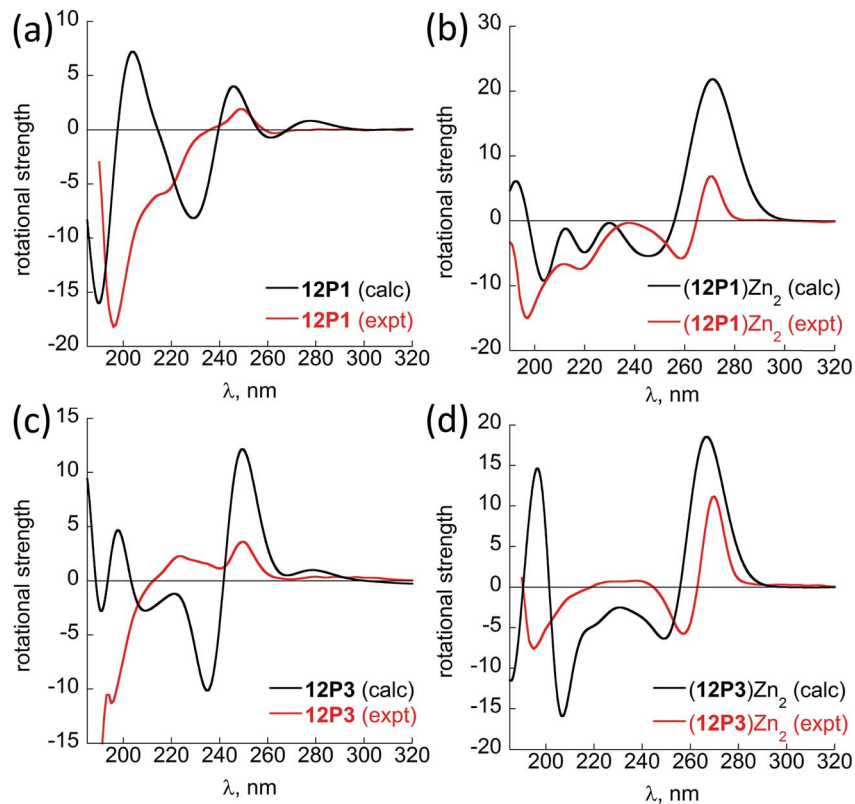 (a)
10
5
0
-5
-10
-15
-20
rotational strength
12P1 (calc)
12P1 (expt)
200 220 240 260 280 300 320
λ, nm
(b)
30
20
10
0
-10
-20
rotational strength
(12P1)Zn2 (calc)
(12P1)Zn2 (expt)
200 220 240 260 280 300 320
λ, nm
(c)
15
10
5
0
-5
-10
-15
rotational strength
12P3 (calc)
12P3 (expt)
200 220 240 260 280 300 320
λ, nm
(d)
20
15
10
5
0
-5
-10
-15
-20
rotational strength
(12P3)Zn2 (calc)
(12P3)Zn2 (expt)
200 220 240 260 280 300 320
λ, nm